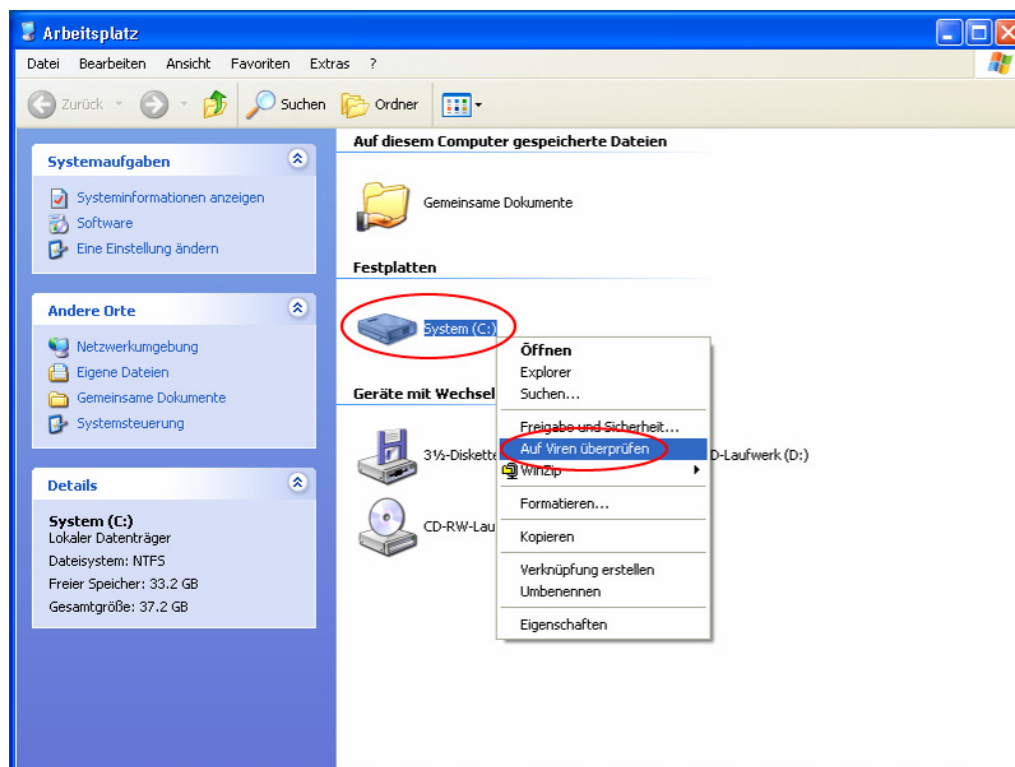 Arbeitsplatz
Datei Bearbeiten Ansicht Favoriten Extras ?
Zurück Suchen Ordner
Systemaufgaben
Systeminformationen anzeigen
Software
Eine Einstellung ändern
Andere Orte
Netzwerkumgebung
Eigene Dateien
Gemeinsame Dokumente
Systemsteuerung
Details
System (C:)
Lokaler Datenträger
Dateisystem: NTFS
Freier Speicher: 33.2 GB
Gesamtgröße: 37.2 GB
Auf diesem Computer gespeicherte Dateien
Gemeinsame Dokumente
Festplatten
System (C:)
Geräte mit Wechsel
3½-Diskette
D-Laufwerk (D:)
CD-RW-Lau
Öffnen
Explorer
Suchen...
Freigabe und Sicherheit...
Auf Viren überprüfen
WinZip
Formatieren...
Kopieren
Verknüpfung erstellen
Umbenennen
Eigenschaften